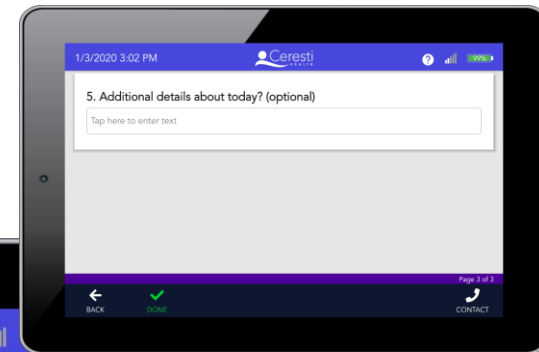 1/3/2020 3:02 PM
Ceresti
HEALTH
?
99%
5. Additional details about today? (optional)
Tap here to enter text
Page 3 of 3
BACK
DONE
CONTACT